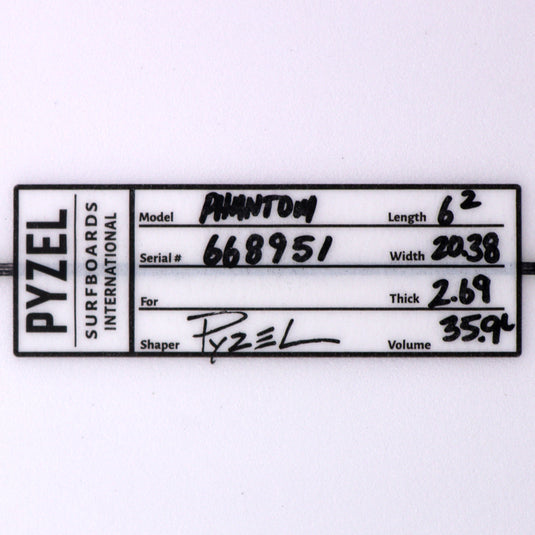 PYZEL
SURFBOARDS
INTERNATIONAL
Model PHANTOM Length 6 2
Serial # 668951 Width 20.38
For Thick 2.69
Shaper PYZEL Volume 35.9L